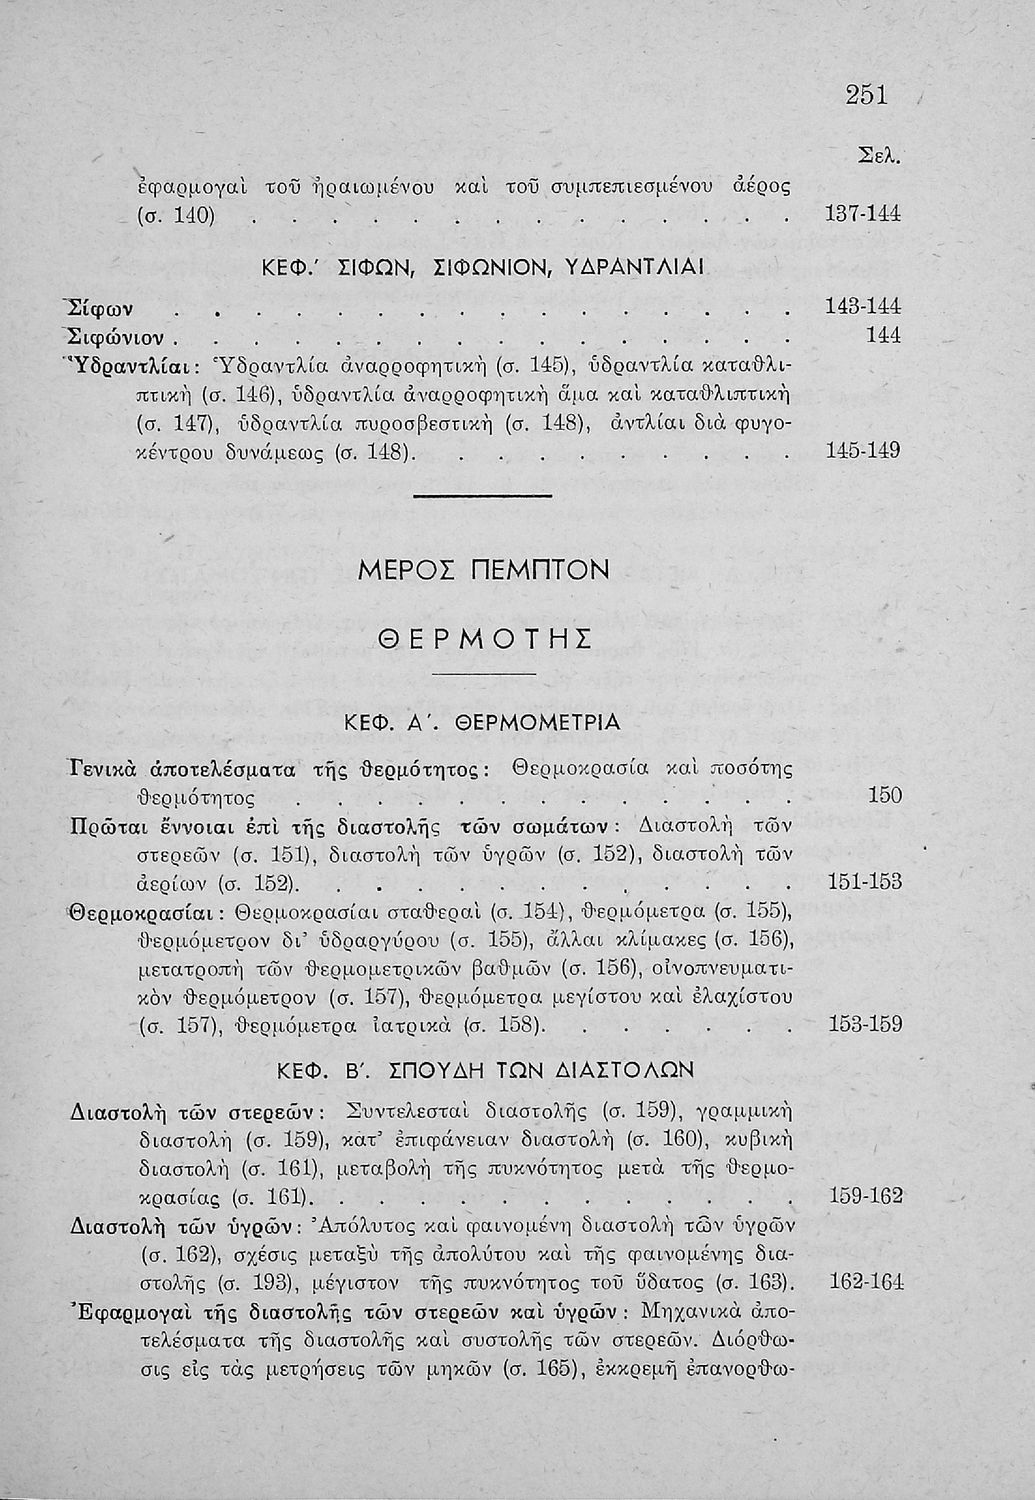 251
Σελ.
ἐφαρμογαὶ τοῦ ἠραιωμένου καὶ τοῦ συμπεπιεσμένου ἀέρος
(σ. 140) . . . . . . . . . . . . . . 137-144
ΚΕΦ.′ ΣΙΦΩΝ, ΣΙΦΩΝΙΟΝ, ΥΔΡΑΝΤΛΙΑΙ
Σίφων . . . . . . . . . . . . . . . . 143-144
Σιφώνιον . . . . . . . . . . . . . . . . 144
Ὑδραντλίαι : Ὑδραντλία ἀναρροφητικὴ (σ. 145), ὑδραντλία καταθλι-
πτικὴ (σ. 146), ὑδραντλία ἀναρροφητικὴ ἅμα καὶ καταθλιπτικὴ
(σ. 147), ὑδραντλία πυροσβεστικὴ (σ. 148), ἀντλίαι διὰ φυγο-
κέντρου δυνάμεως (σ. 148). . . . . . . . . . 145-149
ΜΕΡΟΣ ΠΕΜΠΤΟΝ
ΘΕΡΜΟΤΗΣ
ΚΕΦ. Α′. ΘΕΡΜΟΜΕΤΡΙΑ
Γενικὰ ἀποτελέσματα τῆς θερμότητος : Θερμοκρασία καὶ ποσότης
θερμότητος . . . . . . . . . . . . . 150
Πρῶται ἔννοιαι ἐπὶ τῆς διαστολῆς τῶν σωμάτων : Διαστολὴ τῶν
στερεῶν (σ. 151), διαστολὴ τῶν ὑγρῶν (σ. 152), διαστολὴ τῶν
ἀερίων (σ. 152). . . . . . . . . . . . . 151-153
Θερμοκρασίαι : Θερμοκρασίαι σταθεραὶ (σ. 154), θερμόμετρα (σ. 155),
θερμόμετρον δι’ ὑδραργύρου (σ. 155), ἄλλαι κλίμακες (σ. 156),
μετατροπὴ τῶν θερμομετρικῶν βαθμῶν (σ. 156), οἰνοπνευματι-
κὸν θερμόμετρον (σ. 157), θερμόμετρα μεγίστου καὶ ἐλαχίστου
(σ. 157), θερμόμετρα ἰατρικὰ (σ. 158). . . . . . . 153-159
ΚΕΦ. Β′. ΣΠΟΥΔΗ ΤΩΝ ΔΙΑΣΤΟΛΩΝ
Διαστολὴ τῶν στερεῶν : Συντελεσταὶ διαστολῆς (σ. 159), γραμμικὴ
διαστολὴ (σ. 159), κατ’ ἐπιφάνειαν διαστολὴ (σ. 160), κυβικὴ
διαστολὴ (σ. 161), μεταβολὴ τῆς πυκνότητος μετὰ τῆς θερμο-
κρασίας (σ. 161). . . . . . . . . . . . . 159-162
Διαστολὴ τῶν ὑγρῶν : Ἀπόλυτος καὶ φαινομένη διαστολὴ τῶν ὑγρῶν
(σ. 162), σχέσις μεταξὺ τῆς ἀπολύτου καὶ τῆς φαινομένης δια-
στολῆς (σ. 193), μέγιστον τῆς πυκνότητος τοῦ ὕδατος (σ. 163). 162-164
Ἐφαρμογαὶ τῆς διαστολῆς τῶν στερεῶν καὶ ὑγρῶν : Μηχανικὰ ἀπο-
τελέσματα τῆς διαστολῆς καὶ συστολῆς τῶν στερεῶν. Διόρθω-
σις εἰς τὰς μετρήσεις τῶν μηκῶν (σ. 165), ἐκκρεμῆ ἐπανορθω-